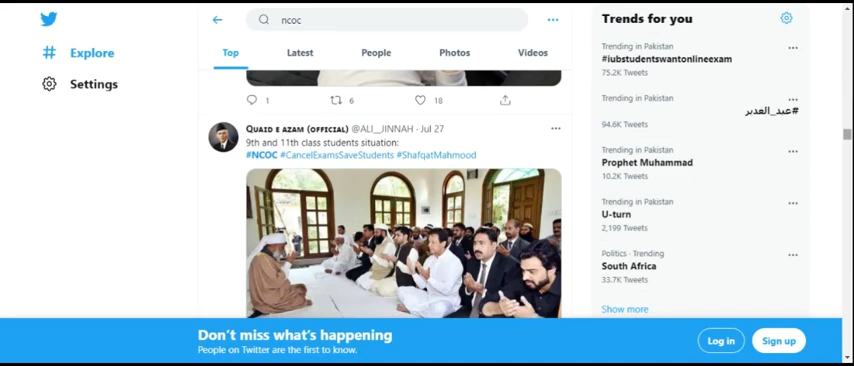 ncoc
Explore
Settings
Top Latest People Photos Videos
1 6 18
QUAID E AZAM (OFFICIAL) @ALI__JINNAH · Jul 27
9th and 11th class students situation:
#NCOC #CancelExamsSaveStudents #ShafqatMahmood
Trends for you
Trending in Pakistan
#iubstudentswantonlineexam
75.2K Tweets
Trending in Pakistan
#عيد_الغدير
94.6K Tweets
Trending in Pakistan
Prophet Muhammad
10.2K Tweets
Trending in Pakistan
U-turn
2,199 Tweets
Politics · Trending
South Africa
33.7K Tweets
Show more
Don't miss what's happening
People on Twitter are the first to know.
Log in
Sign up